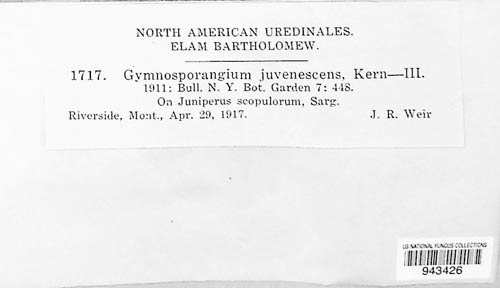 NORTH AMERICAN UREDINALES.
ELAM BARTHOLOMEW.
1717. Gymnosporangium juvenescens, Kern—III.
1911: Bull. N. Y. Bot. Garden 7: 448.
On Juniperus scopulorum, Sarg.
Riverside, Mont., Apr. 29, 1917. J. R. Weir
US NATIONAL FUNGUS COLLECTIONS
943426